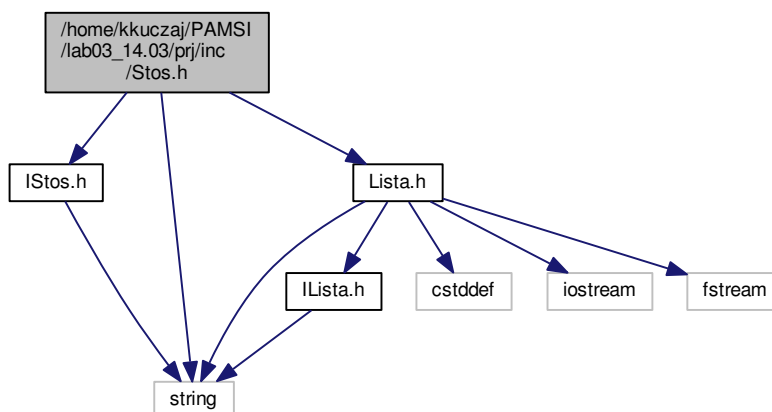 /home/kkuczaj/PAMSI
/lab03_14.03/prj/inc
/Stos.h
IStos.h
Lista.h
ILista.h
cstddef
iostream
fstream
string